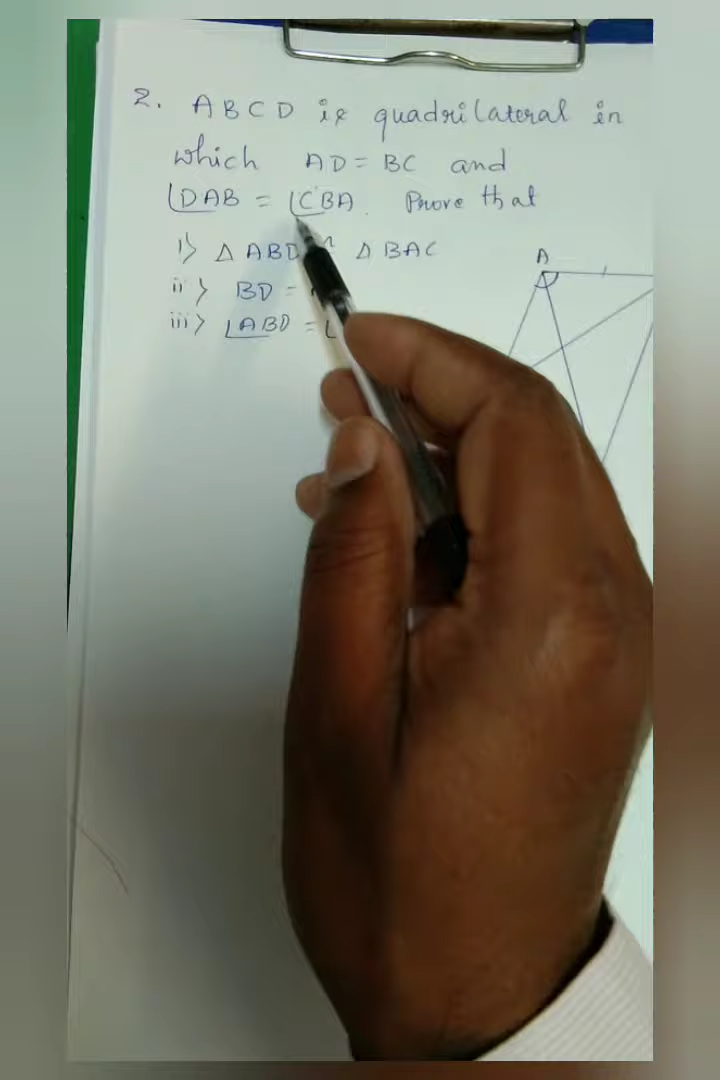 2. ABCD is quadrilateral in
which AD = BC and
∠DAB = ∠CBA. Prove that
i> △ ABD △ BAC
ii> BD =
iii> ∠ABD = ∠
A